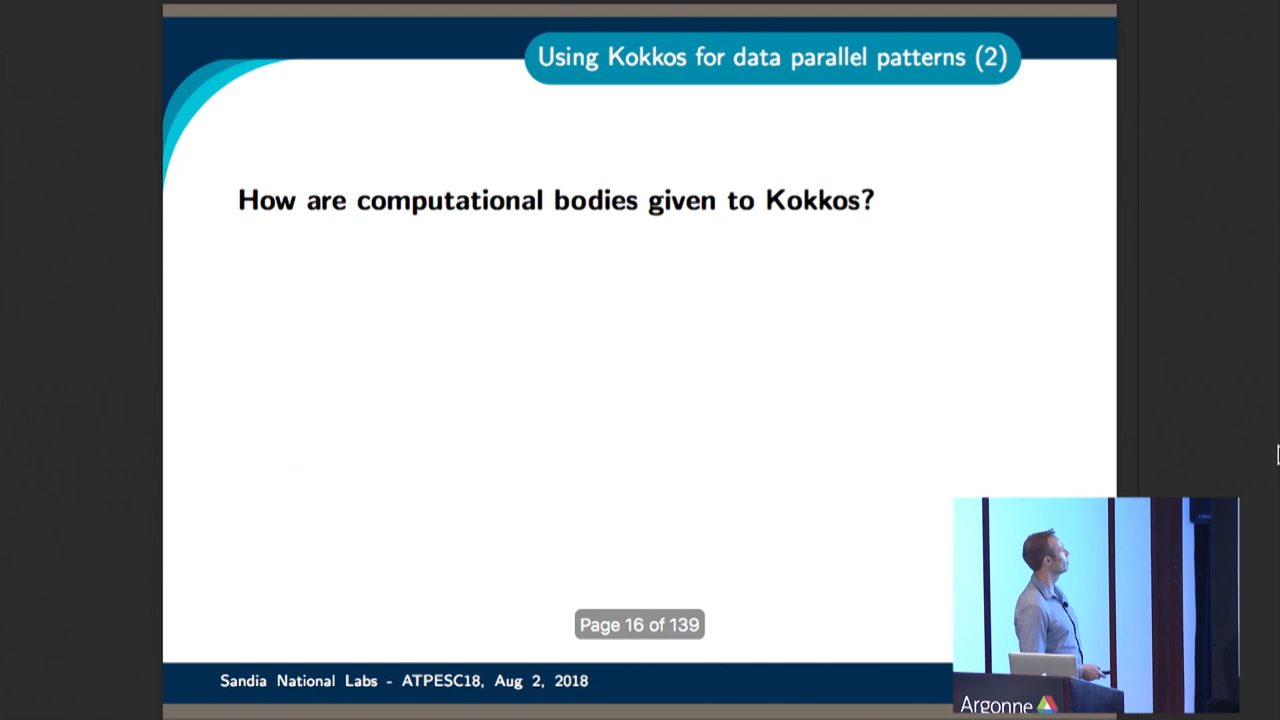 Using Kokkos for data parallel patterns (2)
How are computational bodies given to Kokkos?
Page 16 of 139
Sandia National Labs - ATPESC18, Aug 2, 2018
Argonne